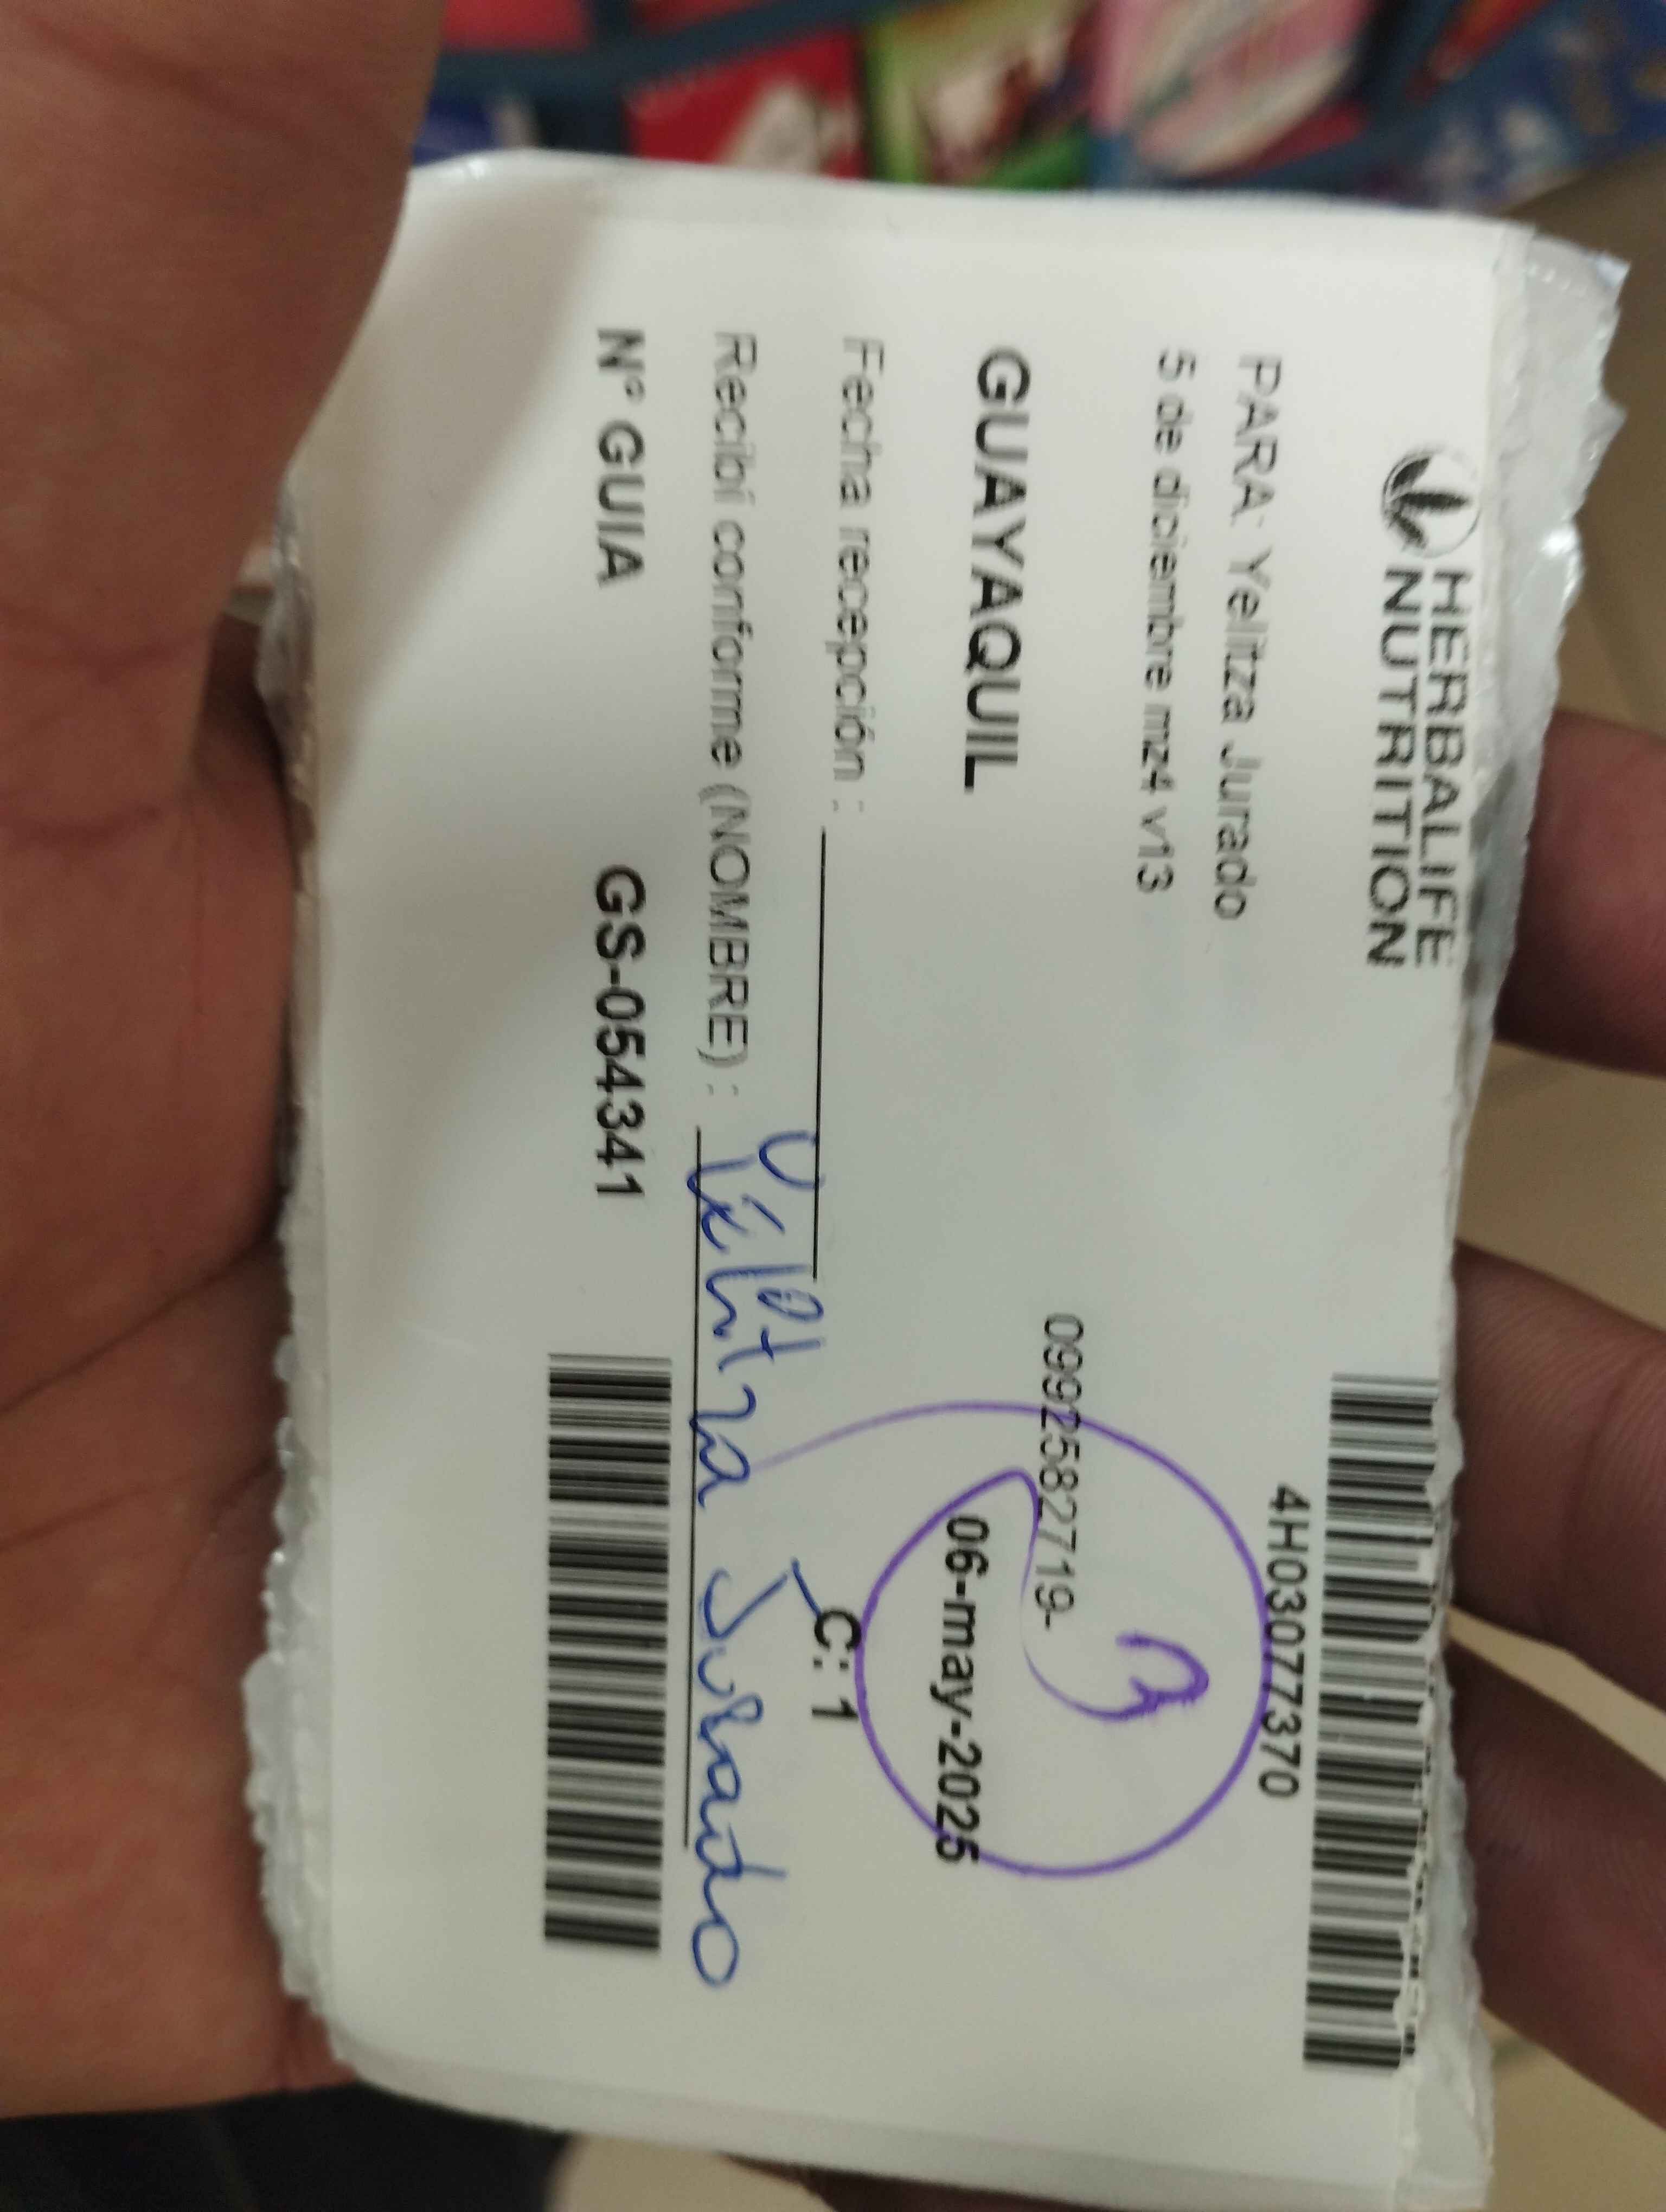 HERBALIFE
NUTRITION
4H030777370
PARA: Yelitza Jurado
5 de diciembre mz4 v13
0992582719-
GUAYAQUIL
06-may-2025
Fecha recepción :
C: 1
Recibí conforme (NOMBRE) : Yelitza Jurado
N° GUIA GS-054341